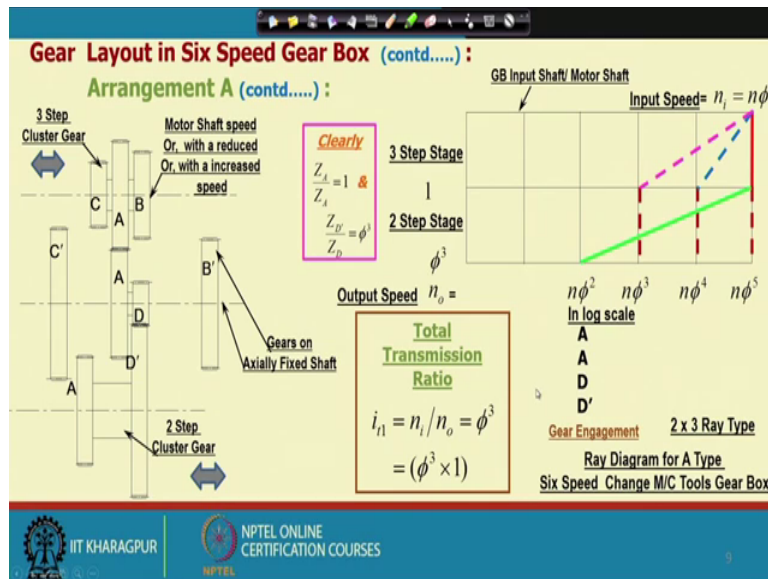 Gear Layout in Six Speed Gear Box (contd.....) :
Arrangement A (contd.....) :
GB Input Shaft/ Motor Shaft
Input Speed= n_i = nϕ
3 Step
Cluster Gear
Motor Shaft speed
Or, with a reduced
Or, with a increased
speed
Clearly
Z_A/Z_A = 1 &
Z_D'/Z_D = ϕ^3
3 Step Stage
1
2 Step Stage
ϕ^3
C
A
B
C'
A
D
B'
D'
A
Gears on
Axially Fixed Shaft
2 Step
Cluster Gear
Output Speed n_o =
nϕ^2 nϕ^3 nϕ^4 nϕ^5
In log scale
A
A
D
D'
Gear Engagement
2 x 3 Ray Type
Ray Diagram for A Type
Six Speed Change M/C Tools Gear Box
Total
Transmission
Ratio
i_t1 = n_i/n_o = ϕ^3
= (ϕ^3 × 1)
IIT KHARAGPUR
NPTEL
NPTEL ONLINE
CERTIFICATION COURSES
9